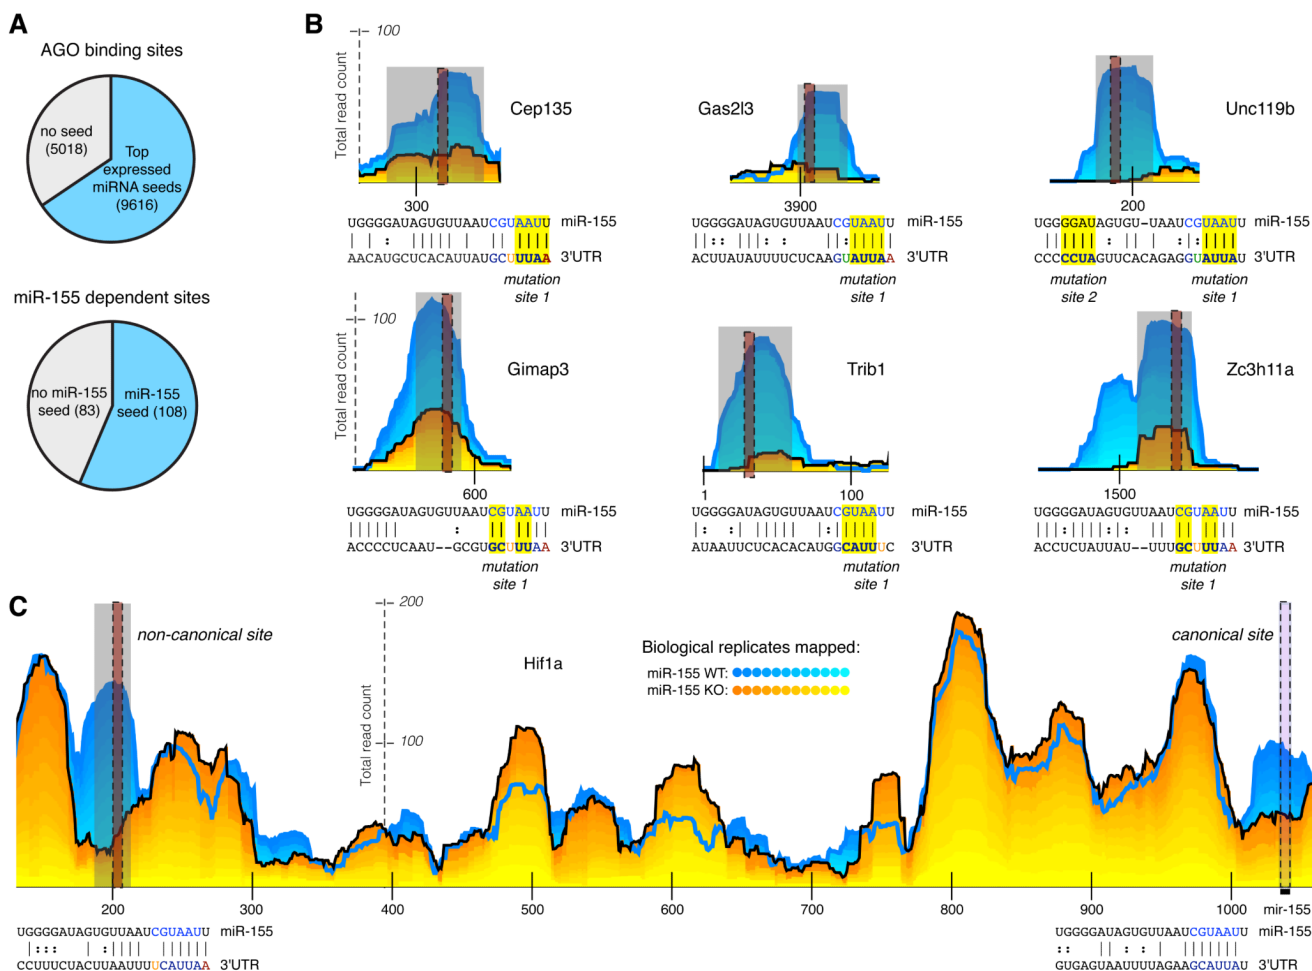 A
AGO binding sites
no seed
(5018)
Top
expressed
miRNA seeds
(9616)
miR-155 dependent sites
no miR-155
seed (83)
miR-155
seed (108)
B
Total read count
100
Cep135
300
UGGGGAUAGUGUUAAUCGUAAUU miR-155
AACAUGCUCACAUUAUGCUUUAA 3'UTR
mutation
site 1
Gas2l3
3900
UGGGGAUAGUGUUAAUCGUAAUU miR-155
ACUUAUAUUUUCUCAAGUAUUAA 3'UTR
mutation
site 1
Unc119b
200
UGGGGAUAGUGU-UAAUCGUAAUU miR-155
CCCCCUAGUUCACAGAGGUAUUAU 3'UTR
mutation
site 2
mutation
site 1
Total read count
100
Gimap3
600
UGGGGAUAGUGUUAAUCGUAAUU miR-155
ACCCCUCAAU--GCGUGCUUUAA 3'UTR
mutation
site 1
Trib1
1
100
UGGGGAUAGUGUUAAUCGUAAUU miR-155
AUAAUUCUCACACAUGGCAUUUC 3'UTR
mutation
site 1
Zc3h11a
1500
UGGGGAUAGUGUUAAUCGUAAUU miR-155
ACCUCUAUUAU--UUUGCUUUAA 3'UTR
mutation
site 1
C
non-canonical site
200
Total read count
100
Hif1a
Biological replicates mapped:
miR-155 WT:
miR-155 KO:
canonical site
200
300
400
500
600
700
800
900
1000
mir-155
UGGGGAUAGUGUUAAUCGUAAUU miR-155
CCUUUCUACUUAAUUUUCAUUAA 3'UTR
UGGGGAUAGUGUUAAUCGUAAUU miR-155
GUGAGUAAUUUUAGAAGCAUUAU 3'UTR